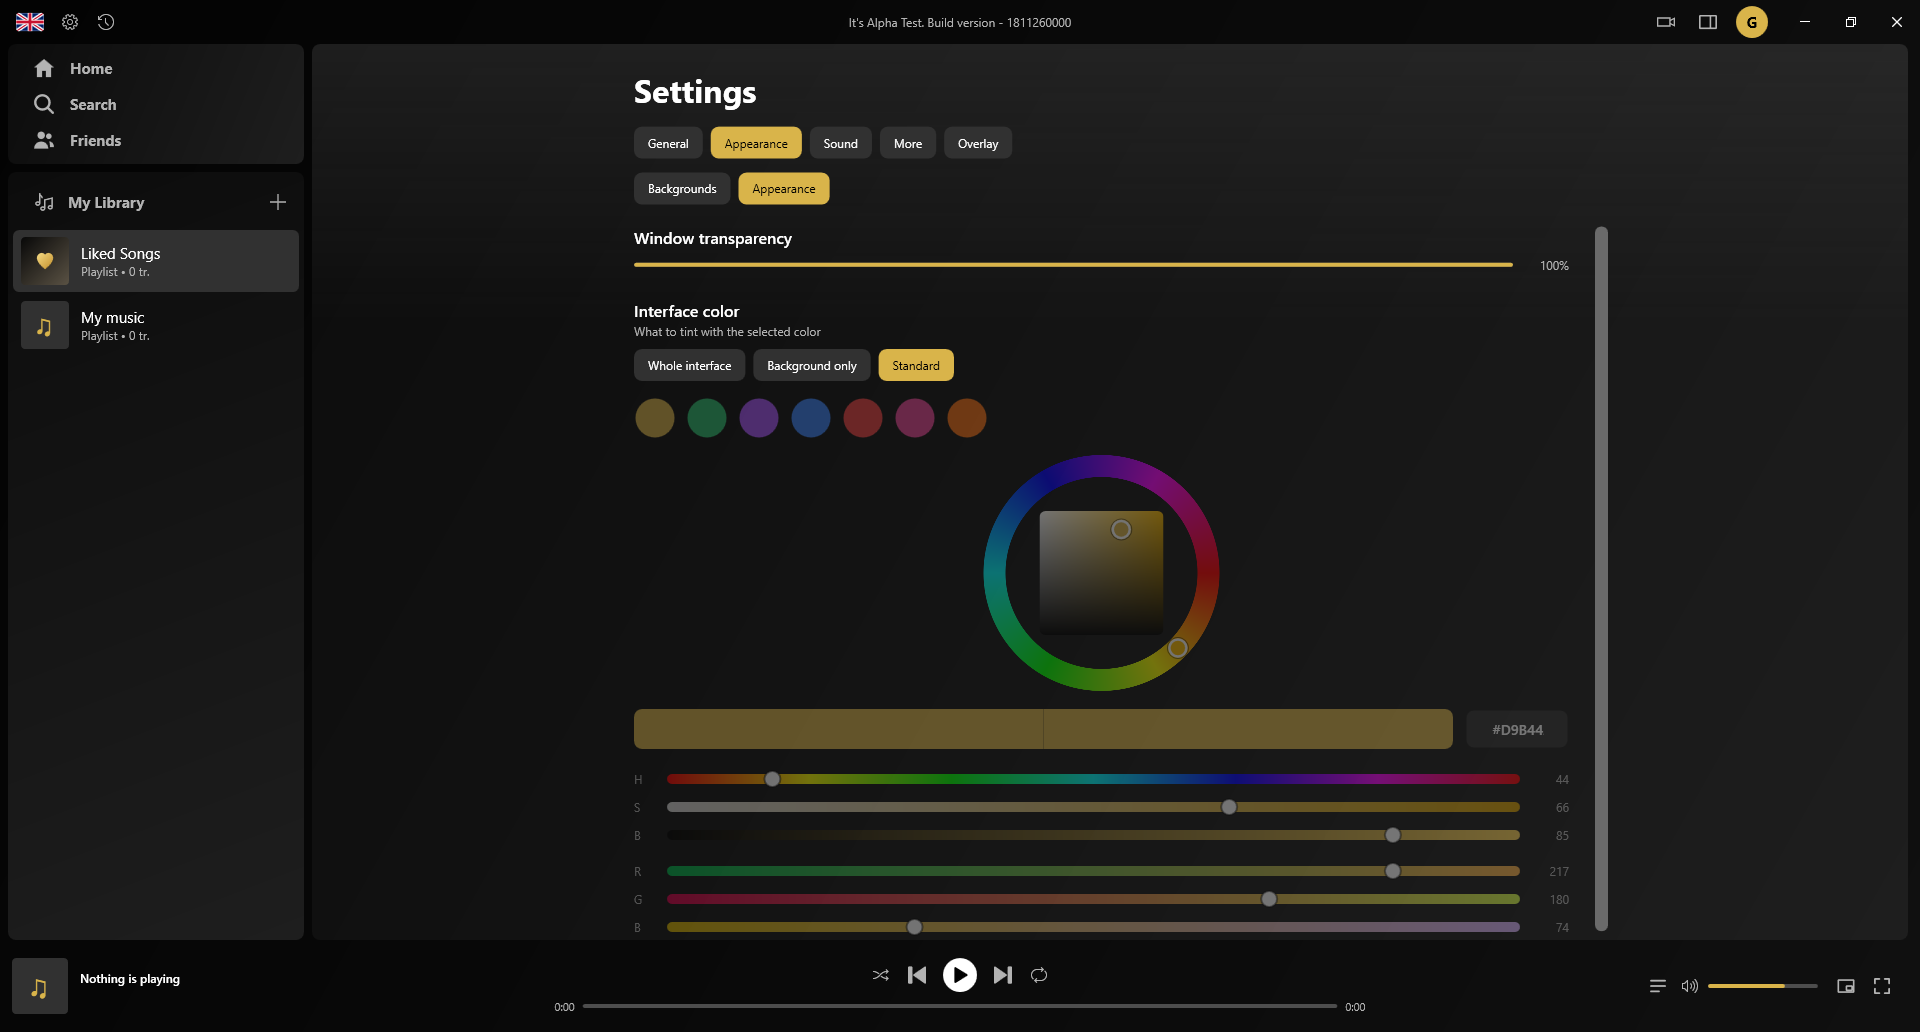 It's Alpha Test. Build version - 1811260000
G
Home
Search
Friends
My Library
Liked Songs
Playlist • 0 tr.
My music
Playlist • 0 tr.
Settings
General
Appearance
Sound
More
Overlay
Backgrounds
Appearance
Window transparency
100%
Interface color
What to tint with the selected color
Whole interface
Background only
Standard
#D9B44
H
44
S
66
B
85
R
217
G
180
B
74
Nothing is playing
0:00
0:00